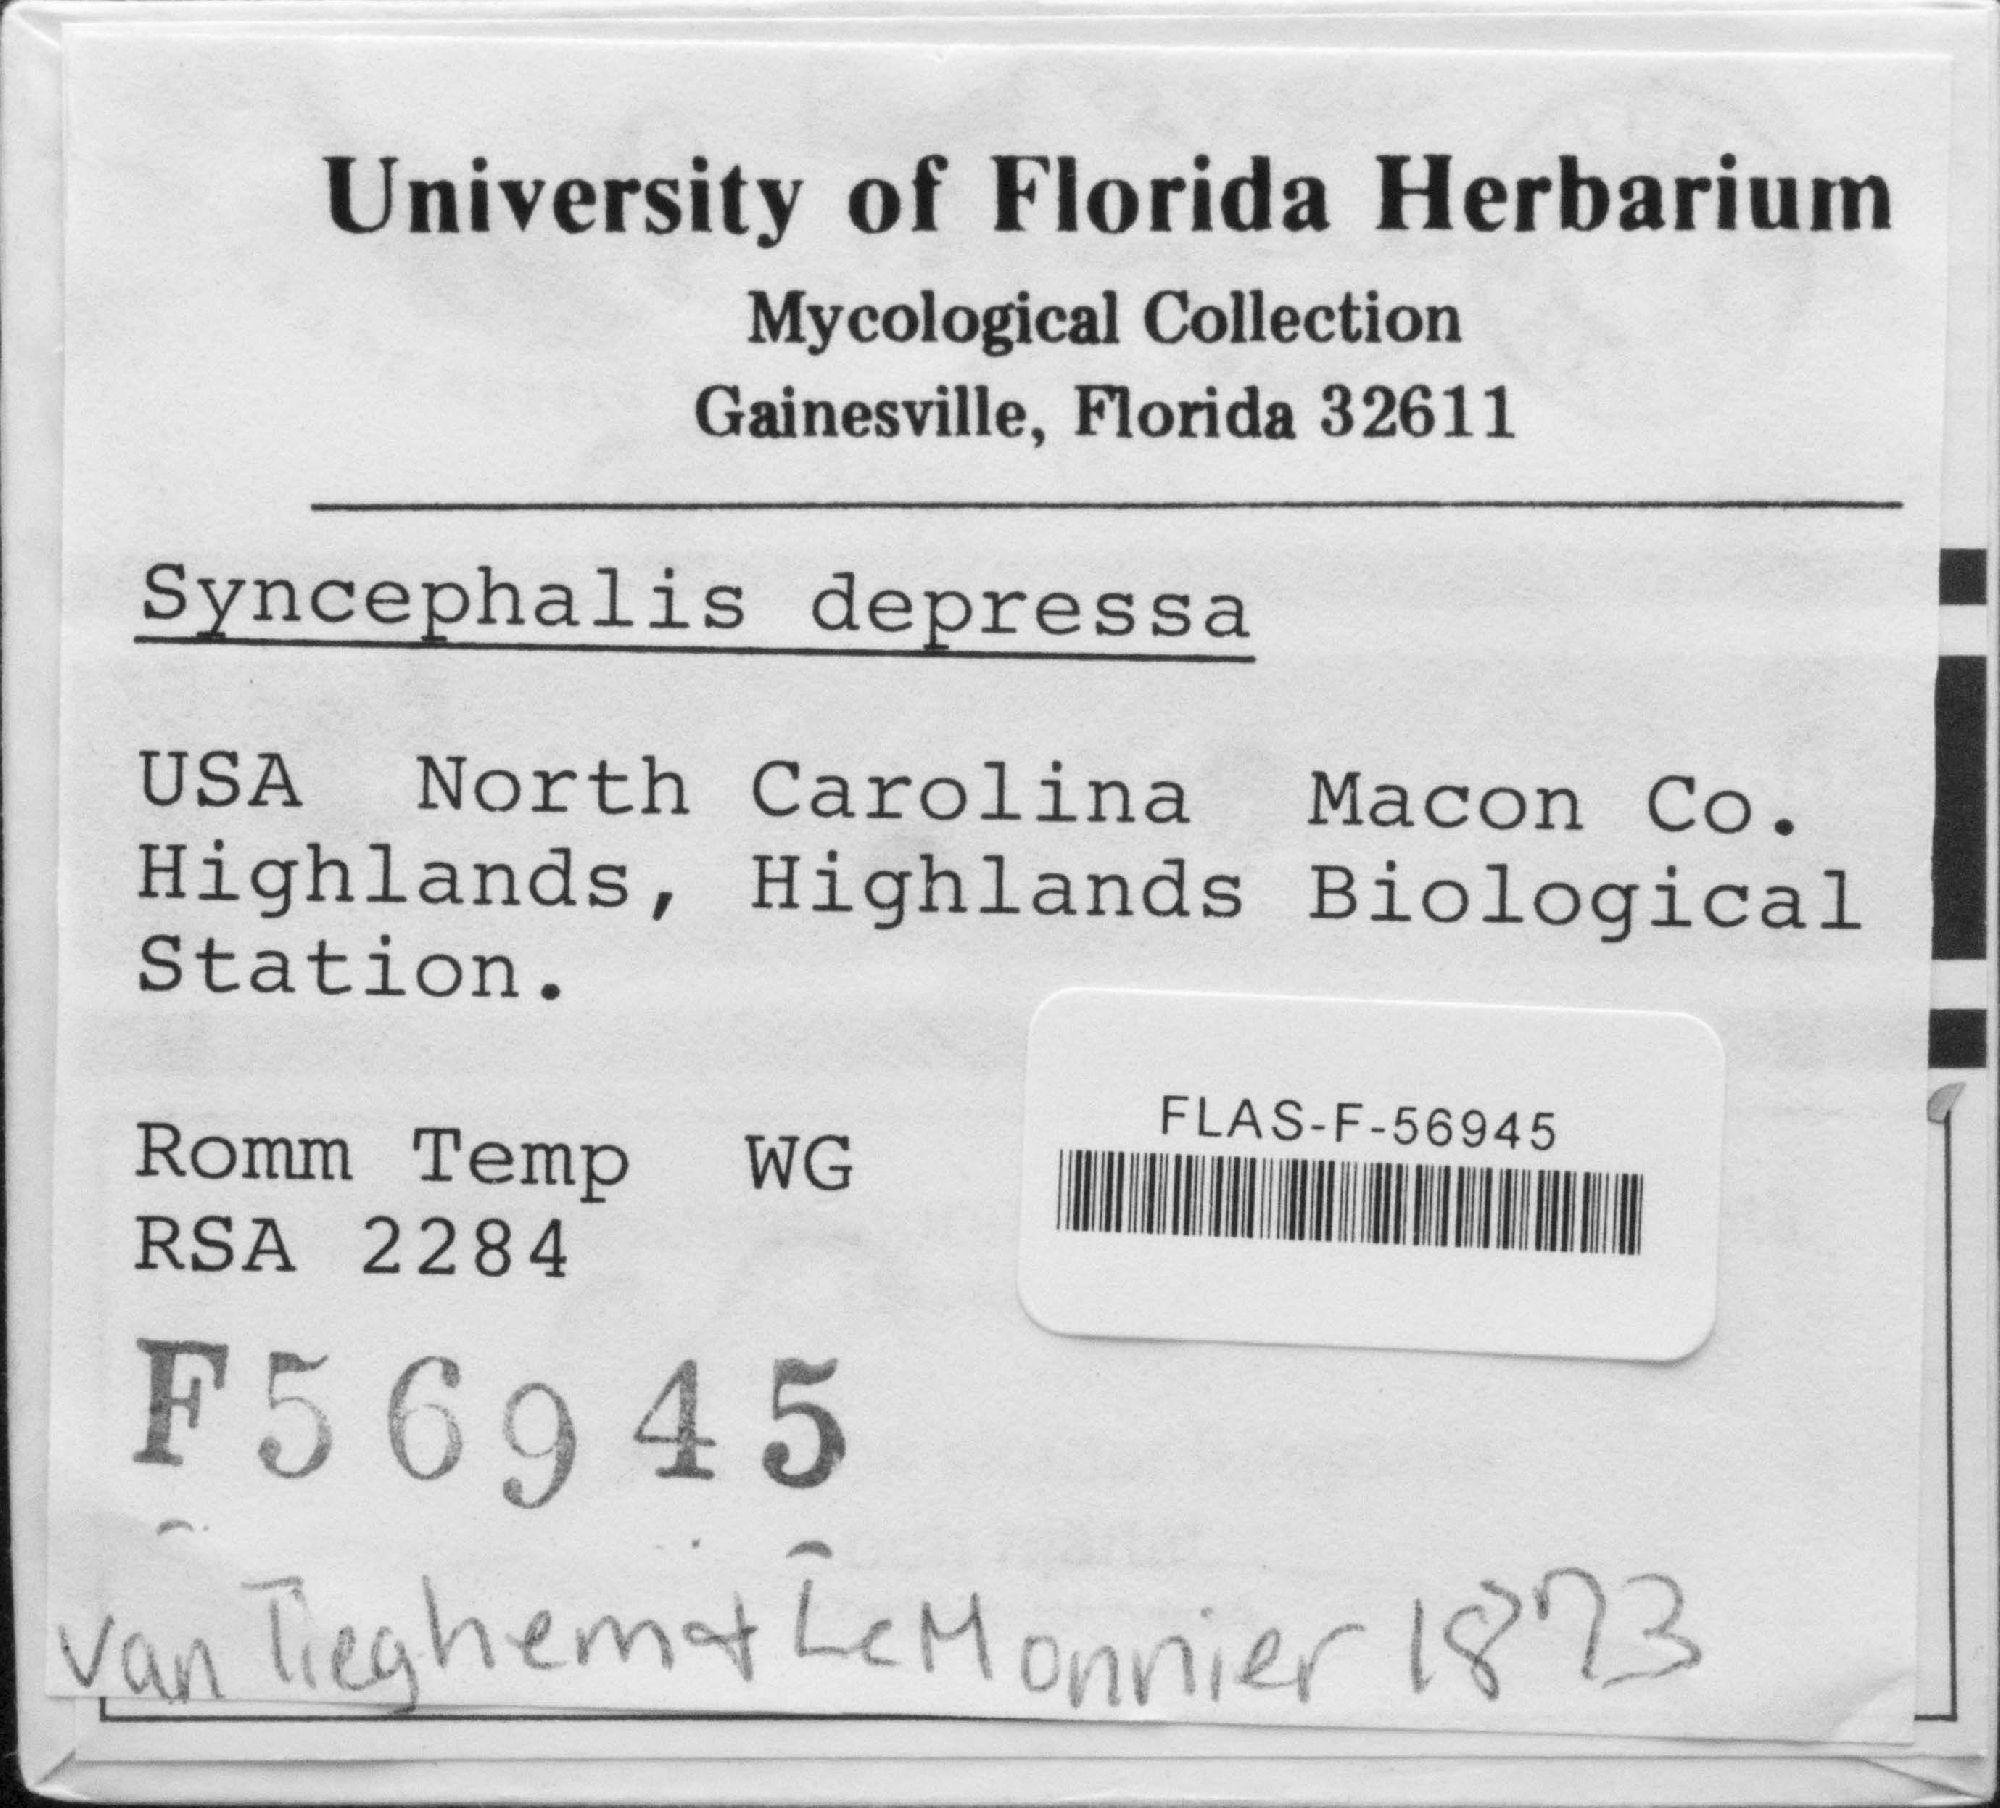 University of Florida Herbarium
Mycological Collection
Gainesville, Florida 32611
Syncephalis depressa
USA North Carolina Macon Co.
Highlands, Highlands Biological
Station.
Romm Temp WG
RSA 2284
FLAS-F-56945
F56945
van Tieghem & Le Monnier 1873